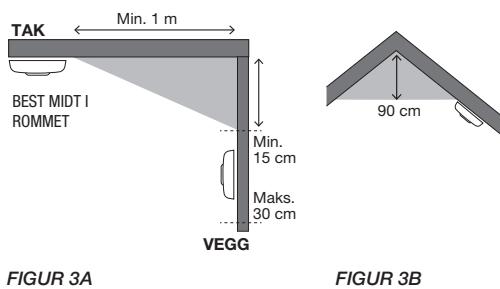 Min. 1 m
TAK
BEST MIDT I
ROMMET
Min.
15 cm
Maks.
30 cm
VEGG
90 cm
FIGUR 3A
FIGUR 3B